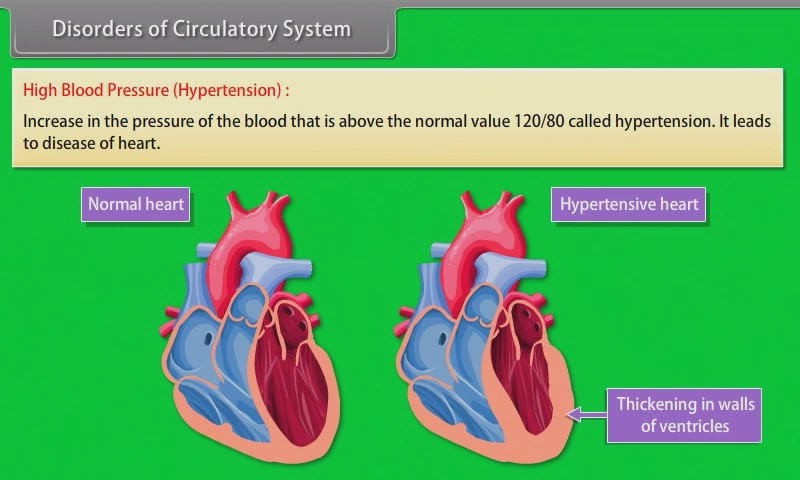 Disorders of Circulatory System
High Blood Pressure (Hypertension) :
Increase in the pressure of the blood that is above the normal value 120/80 called hypertension. It leads
to disease of heart.
Normal heart
Hypertensive heart
Thickening in walls
of ventricles